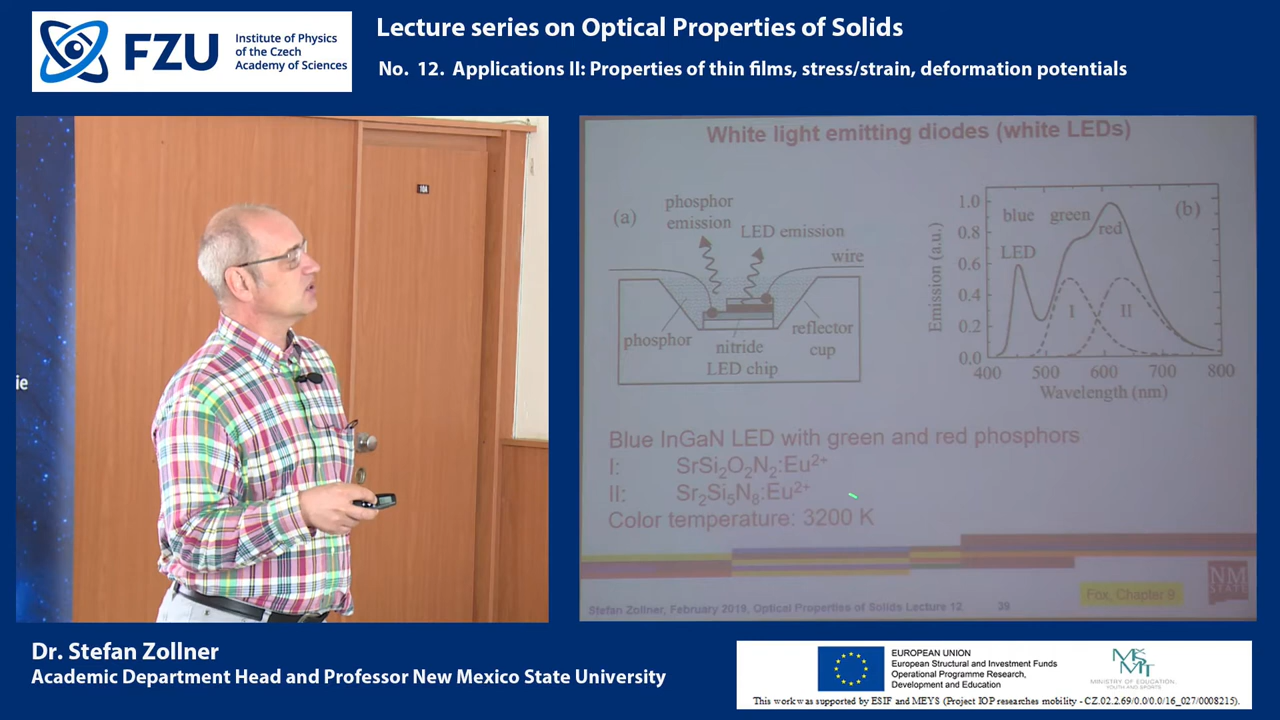 FZU
Institute of Physics
of the Czech
Academy of Sciences
Lecture series on Optical Properties of Solids
No. 12. Applications II: Properties of thin films, stress/strain, deformation potentials
ie
10A
White light emitting diodes (white LEDs)
(a)
phosphor
emission
LED emission
wire
phosphor
nitride
LED chip
reflector
cup
(b)
Emission (a.u.)
1.0
0.8
0.6
0.4
0.2
0.0
blue green
red
LED
I
II
400 500 600 700 800
Wavelength (nm)
Blue InGaN LED with green and red phosphors
I: SrSi₂O₂N₂:Eu²⁺
II: Sr₂Si₅N₈:Eu²⁺
Color temperature: 3200 K
Fox, Chapter 9
NM
STATE
Stefan Zollner, February 2019, Optical Properties of Solids Lecture 12 39
Dr. Stefan Zollner
Academic Department Head and Professor New Mexico State University
EUROPEAN UNION
European Structural and Investment Funds
Operational Programme Research,
Development and Education
MINISTRY OF EDUCATION,
YOUTH AND SPORTS
This work was supported by ESIF and MEYS (Project IOP researches mobility - CZ.02.2.69/0.0/0.0/16_027/0008215).